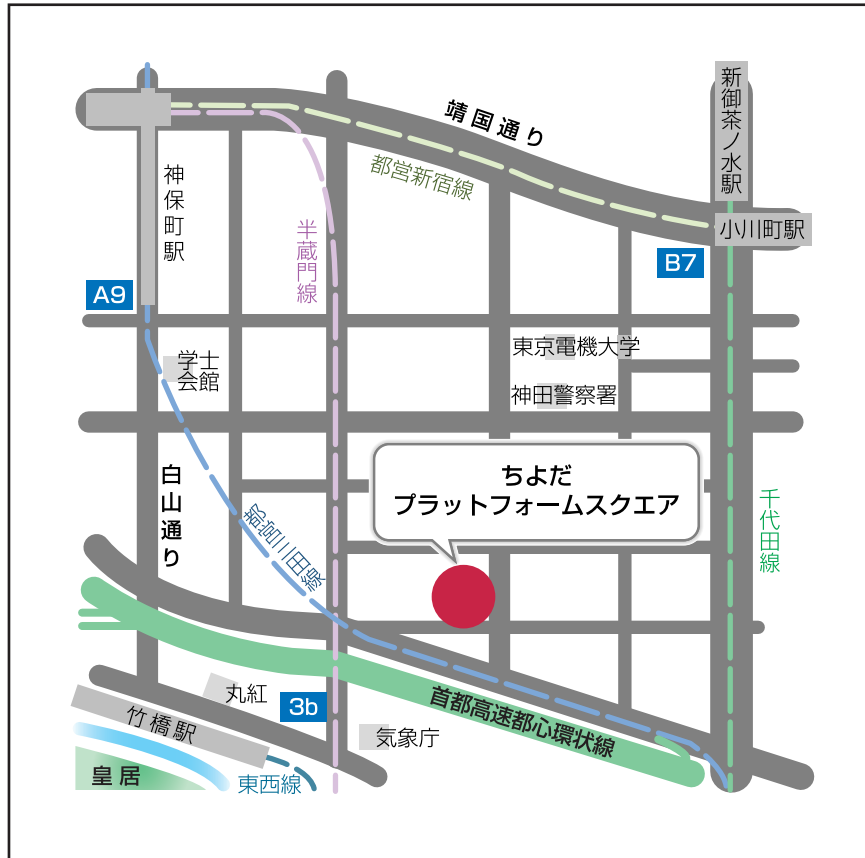 新御茶ノ水駅
靖国通り
都営新宿線
神保町駅
半蔵門線
小川町駅
B7
A9
東京電機大学
学士
会館
神田警察署
白山通り
ちよだ
プラットフォームスクエア
都営三田線
千代田線
丸紅
3b
首都高速都心環状線
竹橋駅
気象庁
皇居
東西線